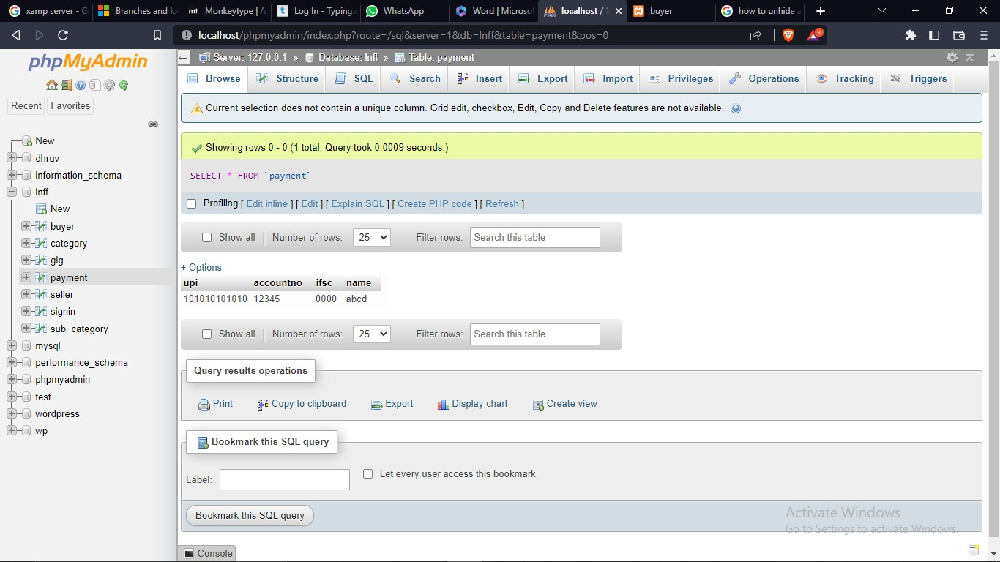 xamp server - G
Branches and lo
Monkeytype | A
Log In - Typing.
WhatsApp
Word | Microsof
localhost / 1
buyer
how to unhide a
localhost/phpmyadmin/index.php?route=/sql&server=1&db=Inff&table=payment&pos=0
3
phpMyAdmin
Recent
Favorites
New
dhruv
information_schema
Inff
New
buyer
category
gig
payment
seller
signin
sub_category
mysql
performance_schema
phpmyadmin
test
wordpress
wp
Server: 127.0.0.1 » Database: Inff » Table: payment
Browse
Structure
SQL
Search
Insert
Export
Import
Privileges
Operations
Tracking
Triggers
Current selection does not contain a unique column. Grid edit, checkbox, Edit, Copy and Delete features are not available.
Showing rows 0 - 0 (1 total, Query took 0.0009 seconds.)
SELECT * FROM `payment`
Profiling [ Edit inline ] [ Edit ] [ Explain SQL ] [ Create PHP code ] [ Refresh ]
Show all | Number of rows: 25 Filter rows: Search this table
+ Options
upi accountno ifsc name
101010101010 12345 0000 abcd
Show all | Number of rows: 25 Filter rows: Search this table
Query results operations
Print
Copy to clipboard
Export
Display chart
Create view
Bookmark this SQL query
Label:
Let every user access this bookmark
Bookmark this SQL query
Activate Windows
Go to Settings to activate Windows.
Console